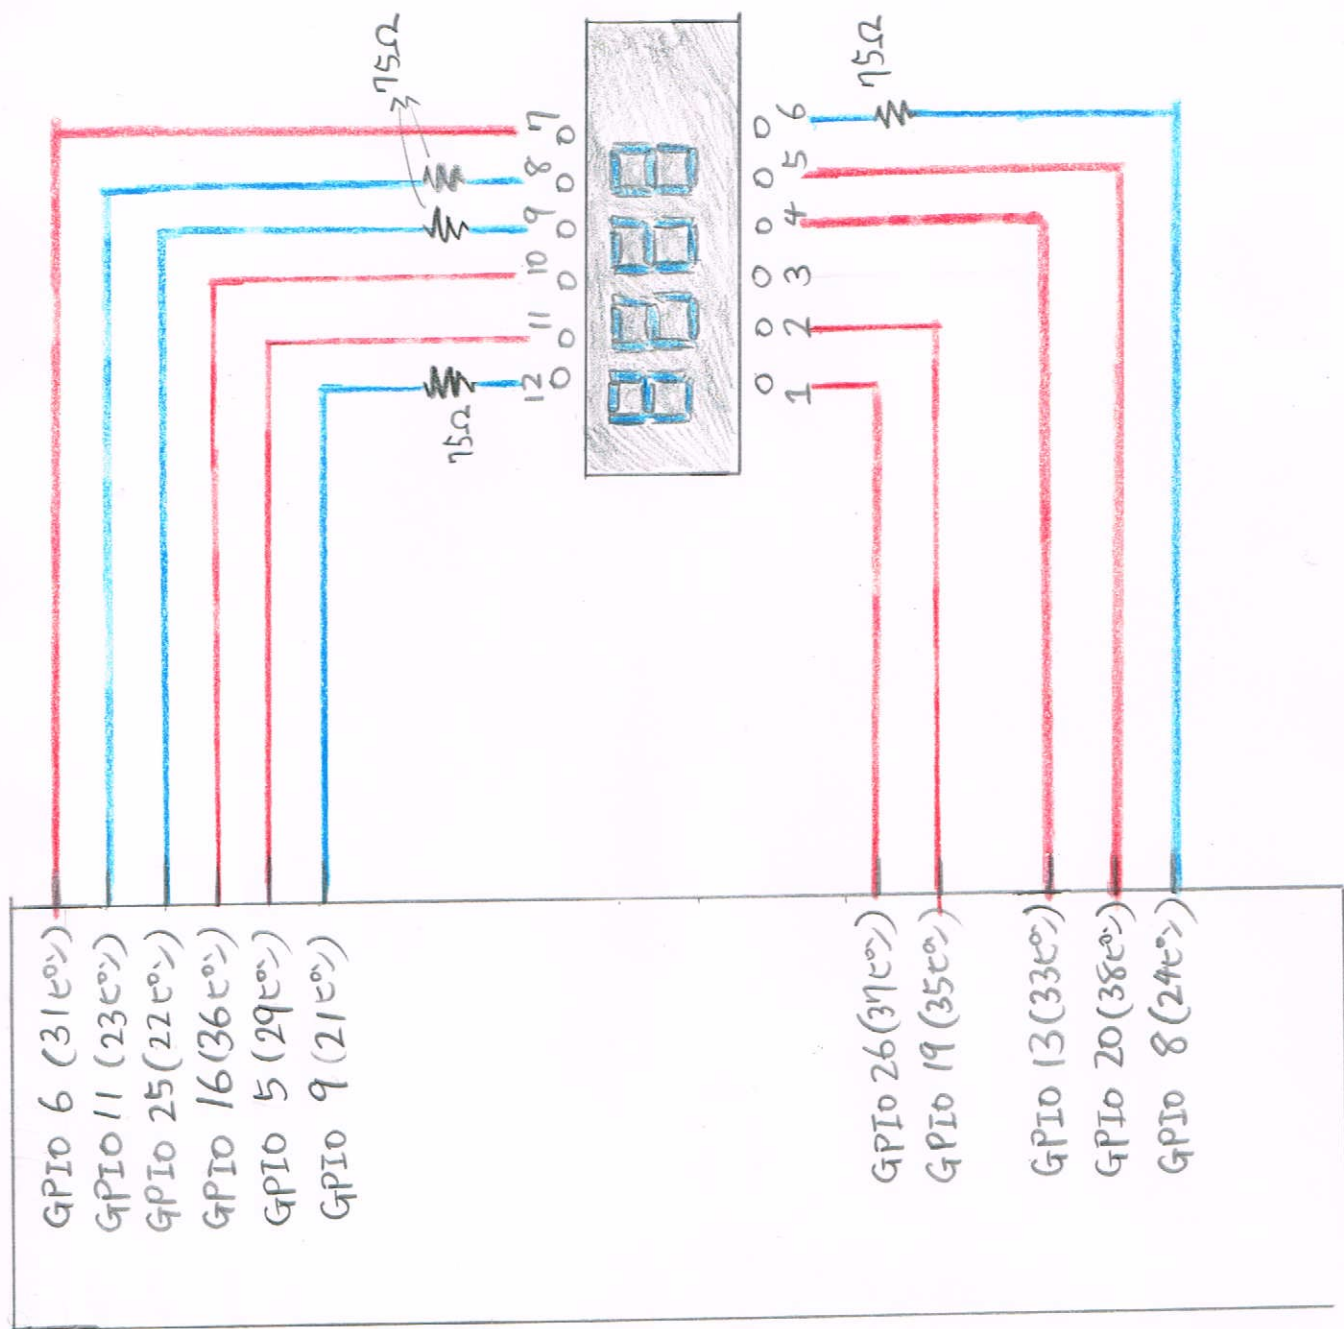 75Ω
75Ω
7
8
9
10
11
12
75Ω
6
5
4
3
2
1
GPIO 6 (31ピン)
GPIO 11 (23ピン)
GPIO 25 (22ピン)
GPIO 16 (36ピン)
GPIO 5 (29ピン)
GPIO 9 (21ピン)
GPIO 26 (37ピン)
GPIO 19 (35ピン)
GPIO 13 (33ピン)
GPIO 20 (38ピン)
GPIO 8 (24ピン)